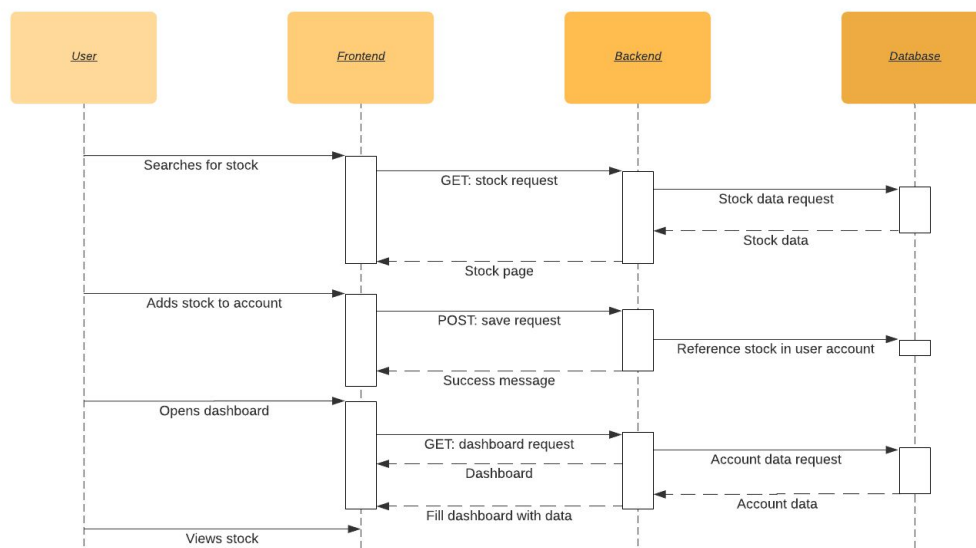 User
Frontend
Backend
Database
Searches for stock
GET: stock request
Stock data request
Stock data
Stock page
Adds stock to account
POST: save request
Reference stock in user account
Success message
Opens dashboard
GET: dashboard request
Account data request
Dashboard
Account data
Fill dashboard with data
Views stock